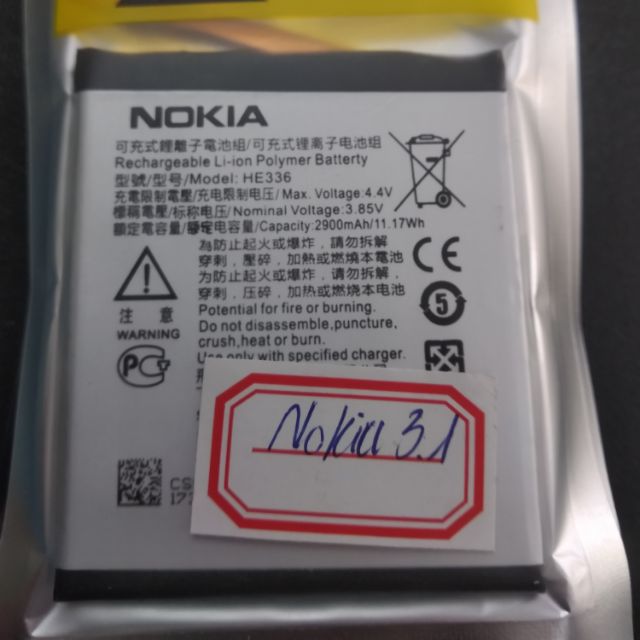 NOKIA
可充式鋰離子電池組/可充式锂离子电池组
Rechargeable Li-ion Polymer Batterty
型號/型号/Model: HE336
充電限制電壓/充电限制电压/Max. Voltage:4.4V
標稱電壓/标称电压/Nominal Voltage:3.85V
額定電容量/額定电容量/Capacity:2900mAh/11.17Wh
為防止起火或爆炸，請勿拆解
穿刺，壓碎，加熱或燃燒本電池
为防止起火或爆炸，请勿拆解，
穿刺，压碎，加热或燃烧本电池
Potential for fire or burning.
Do not disassemble,puncture,
crush,heat or burn.
Use only with specified charger.
注 意
WARNING
CE
5
PC
Nokia 3.1
CS
17